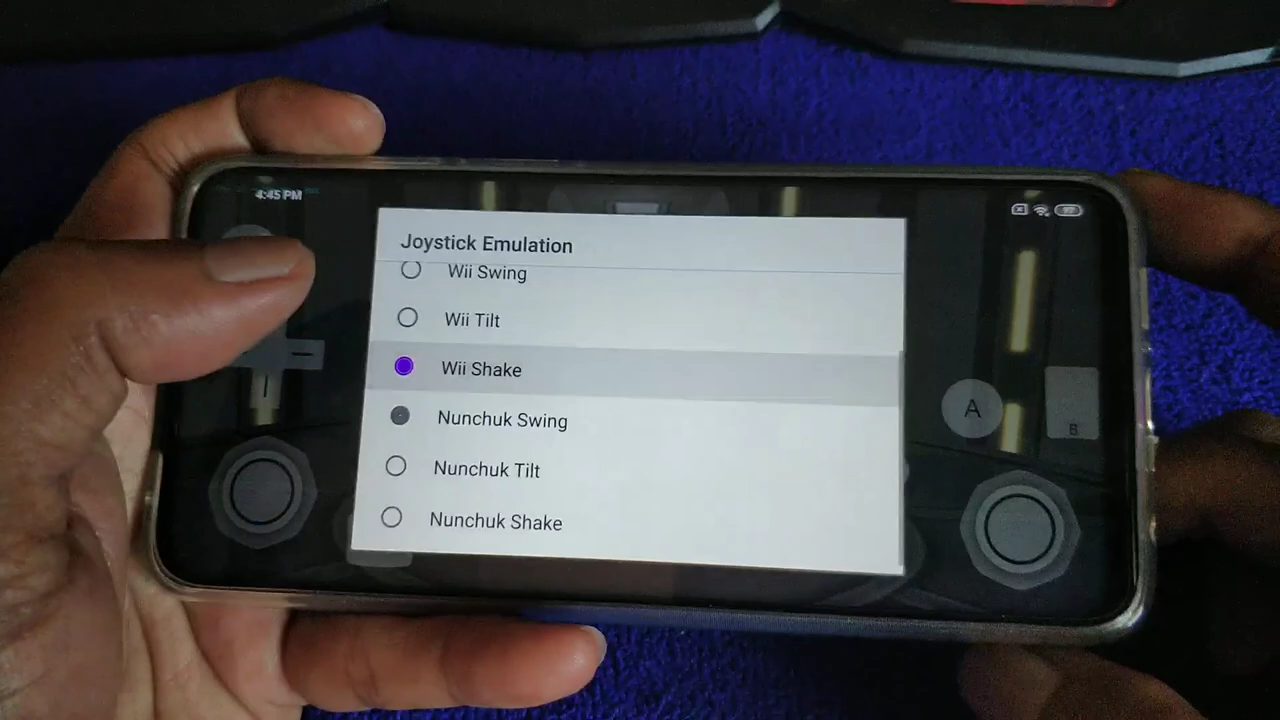 4:45 PM
Joystick Emulation
Wii Swing
Wii Tilt
Wii Shake
Nunchuk Swing
Nunchuk Tilt
Nunchuk Shake
A
B